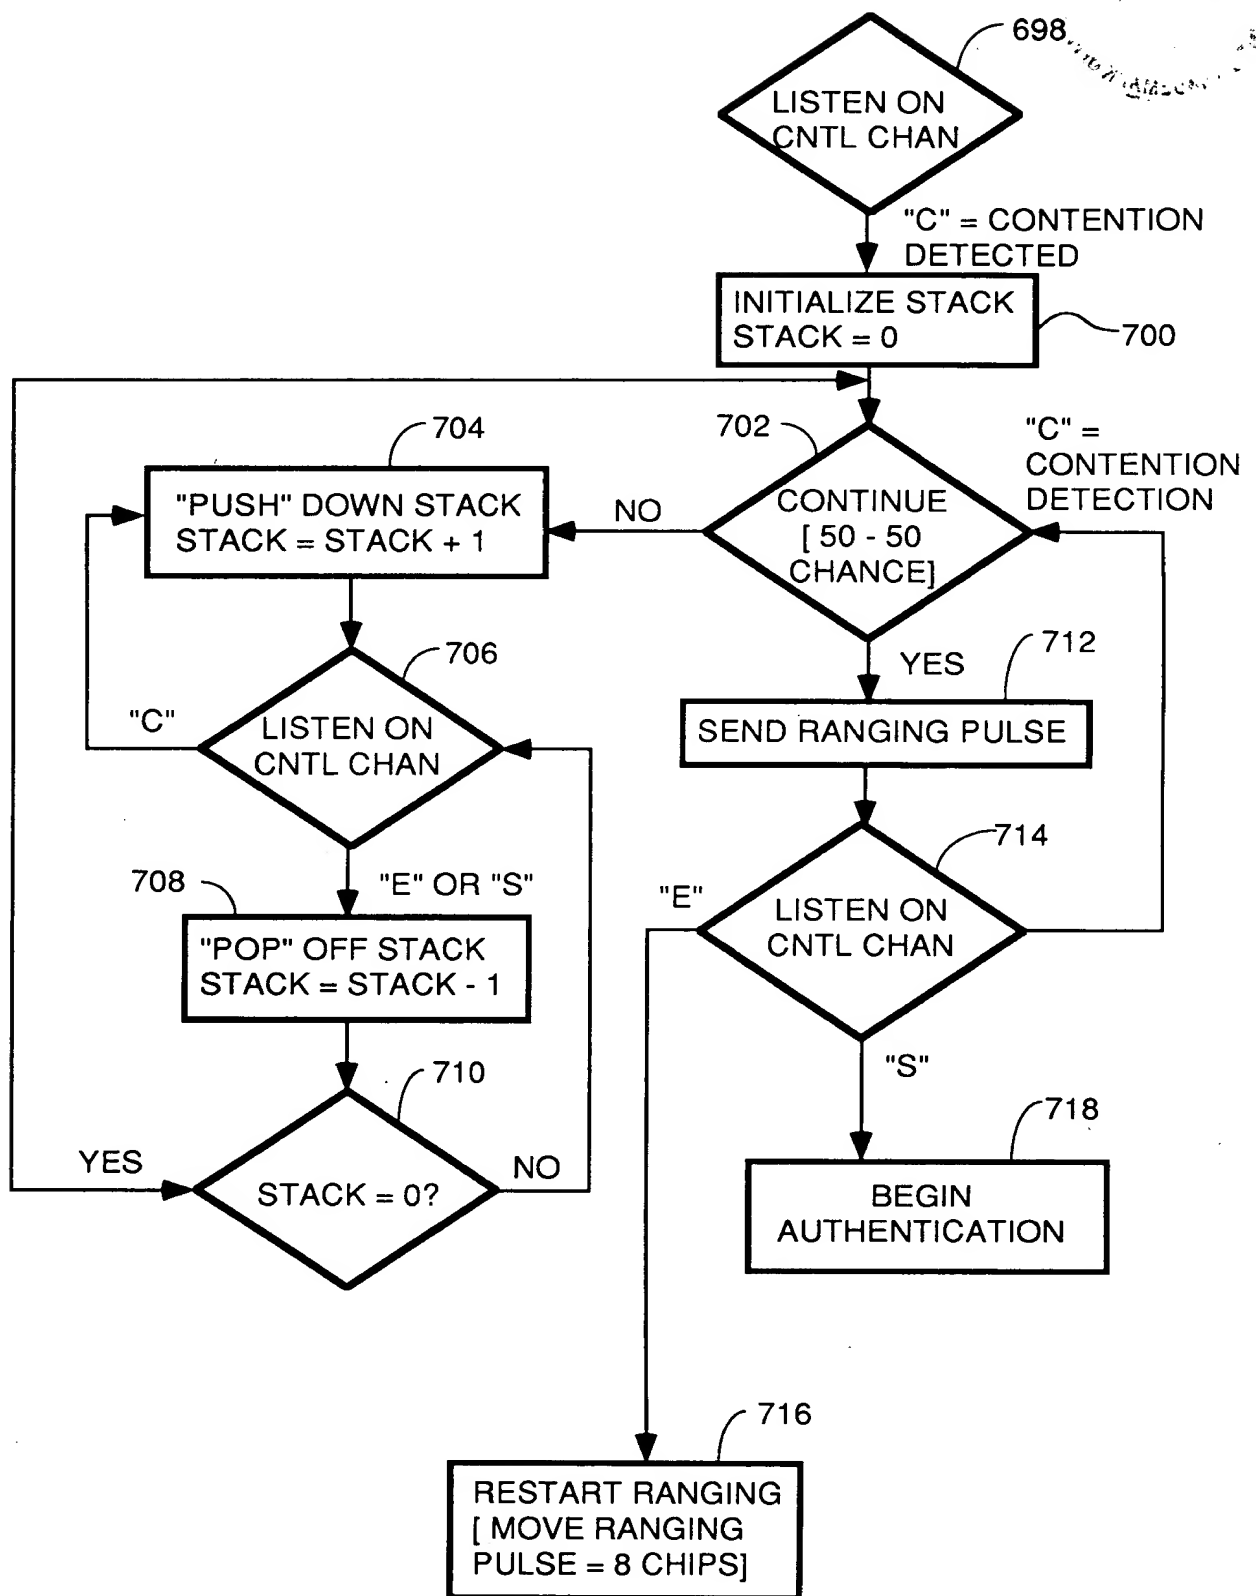 698
LISTEN ON
CNTL CHAN
"C" = CONTENTION
DETECTED
INITIALIZE STACK
STACK = 0
700
704
702
"C" =
CONTENTION
DETECTION
"PUSH" DOWN STACK
STACK = STACK + 1
NO
CONTINUE
[ 50 - 50
CHANCE]
706
YES
712
"C"
LISTEN ON
CNTL CHAN
SEND RANGING PULSE
714
708
"E" OR "S"
"E"
LISTEN ON
CNTL CHAN
"POP" OFF STACK
STACK = STACK - 1
710
"S"
718
YES
NO
STACK = 0?
BEGIN
AUTHENTICATION
716
RESTART RANGING
[ MOVE RANGING
PULSE = 8 CHIPS]